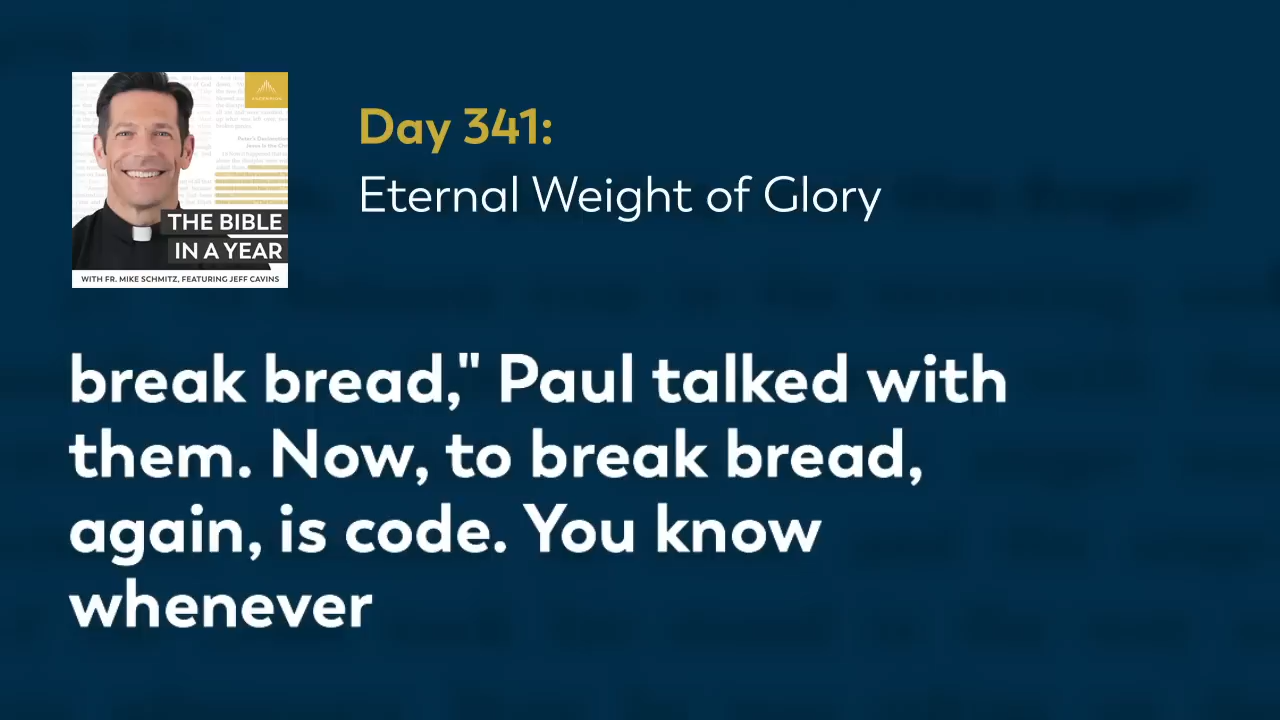 THE BIBLE
IN A YEAR
WITH FR. MIKE SCHMITZ, FEATURING JEFF CAVINS
Day 341:
Eternal Weight of Glory
break bread," Paul talked with
them. Now, to break bread,
again, is code. You know
whenever